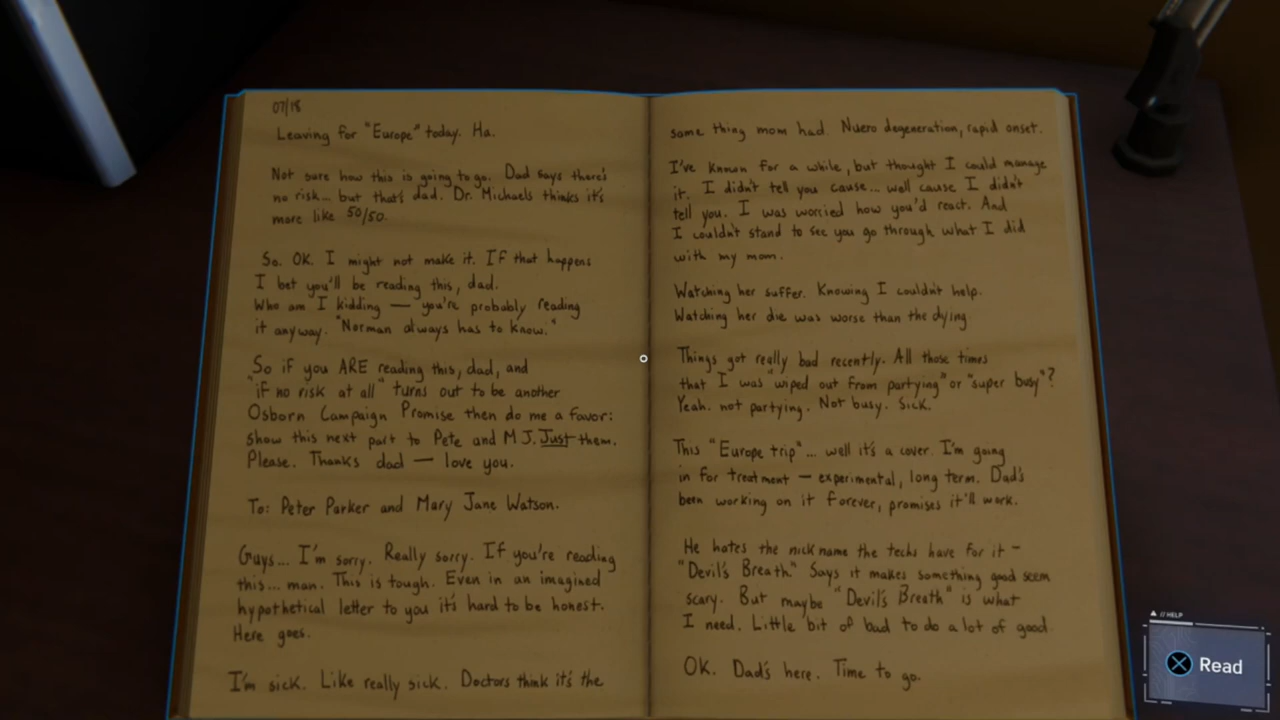 07/18
Leaving for "Europe" today. Ha.
Not sure how this is going to go. Dad says there's
no risk... but that's dad. Dr. Michaels thinks it's
more like 50/50.
So. OK. I might not make it. IF that happens
I bet you'll be reading this, dad.
Who am I kidding — you're probably reading
it anyway. "Norman always has to know."
So if you ARE reading this, dad, and
"if no risk at all" turns out to be another
Osborn Campaign Promise then do me a favor:
show this next part to Pete and MJ. Just them.
Please. Thanks dad — love you.
To: Peter Parker and Mary Jane Watson.
Guys... I'm sorry. Really sorry. If you're reading
this... man. This is tough. Even in an imagined
hypothetical letter to you it's hard to be honest.
Here goes.
I'm sick. Like really sick. Doctors think it's the
same thing mom had. Nuero degeneration, rapid onset.
I've known for a while, but thought I could manage
it. I didn't tell you cause... well cause I didn't
tell you. I was worried how you'd react. And
I couldn't stand to see you go through what I did
with my mom.
Watching her suffer. Knowing I couldn't help.
Watching her die was worse than the dying.
Things got really bad recently. All those times
that I was "wiped out from partying" or "super busy"?
Yeah. not partying. Not busy. Sick.
This "Europe trip"... well it's a cover. I'm going
in for treatment — experimental, long term. Dad's
been working on it forever, promises it'll work.
He hates the nickname the techs have for it -
"Devil's Breath." Says it makes something good seem
scary. But maybe "Devil's Breath" is what
I need. Little bit of bad to do a lot of good.
OK. Dad's here. Time to go.
// HELP
Read